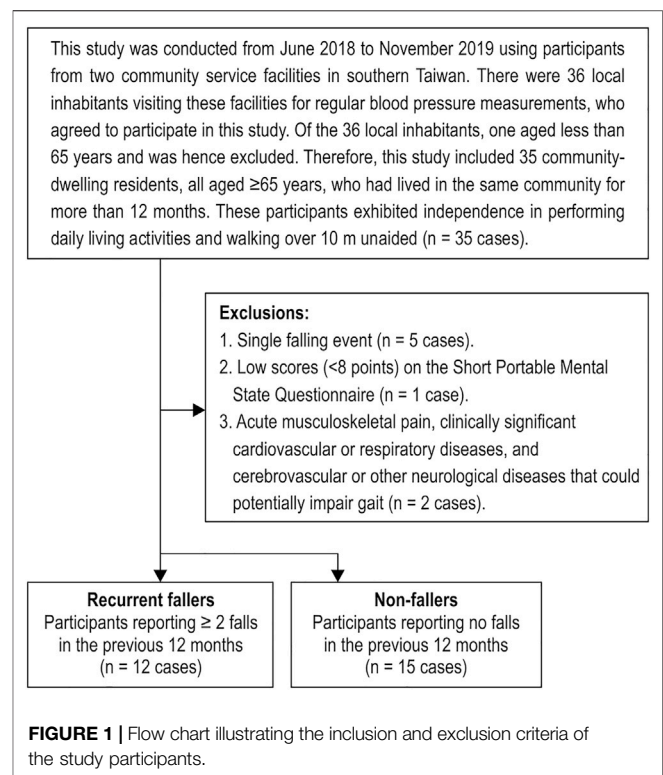 This study was conducted from June 2018 to November 2019 using participants
from two community service facilities in southern Taiwan. There were 36 local
inhabitants visiting these facilities for regular blood pressure measurements, who
agreed to participate in this study. Of the 36 local inhabitants, one aged less than
65 years and was hence excluded. Therefore, this study included 35 community-
dwelling residents, all aged ≥65 years, who had lived in the same community for
more than 12 months. These participants exhibited independence in performing
daily living activities and walking over 10 m unaided (n = 35 cases).
Exclusions:
1. Single falling event (n = 5 cases).
2. Low scores (<8 points) on the Short Portable Mental
State Questionnaire (n = 1 case).
3. Acute musculoskeletal pain, clinically significant
cardiovascular or respiratory diseases, and
cerebrovascular or other neurological diseases that could
potentially impair gait (n = 2 cases).
Recurrent fallers
Participants reporting ≥ 2 falls
in the previous 12 months
(n = 12 cases)
Non-fallers
Participants reporting no falls
in the previous 12 months
(n = 15 cases)
FIGURE 1 | Flow chart illustrating the inclusion and exclusion criteria of
the study participants.